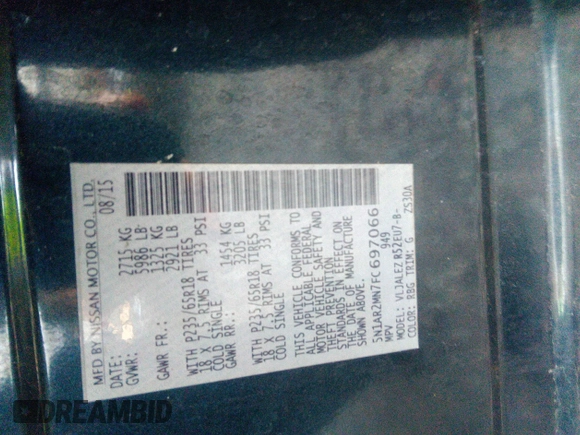 MFD BY NISSAN MOTOR CO., LTD.
DATE: 08/15
GVWR: 2715 KG
5986 LB
GAWR FR.: 1325 KG
2921 LB
WITH P235/65R18 TIRES
18 X 7.5 RIMS AT 33 PSI
COLD SINGLE
GAWR RR.: 1454 KG
3205 LB
WITH P235/65R18 TIRES
18 X 7.5 RIMS AT 33 PSI
COLD SINGLE
THIS VEHICLE CONFORMS TO
ALL APPLICABLE FEDERAL
MOTOR VEHICLE SAFETY AND
THEFT PREVENTION
STANDARDS IN EFFECT ON
THE DATE OF MANUFACTURE
SHOWN ABOVE.
5N1AR2MN7FC697066
MPV 949
MODEL: VLJALEZ R52EU7-B-
COLOR: RBG TRIM: G ZS30A
DREAMBID